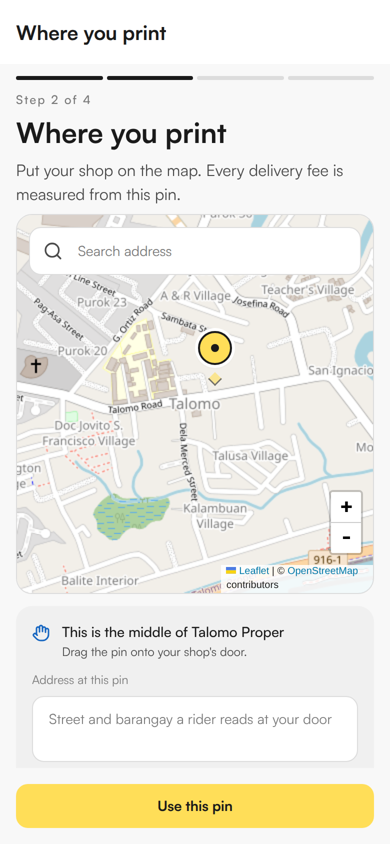 Where you print
Step 2 of 4
Where you print
Put your shop on the map. Every delivery fee is
measured from this pin.
Search address
Line Street
Purok 23
A & R Village
Josefina Road
Teacher's Village
Pag-Asa Street
G. Ortiz Road
Sambata St
Purok 20
San Ignacio
Talomo Road
Talomo
Doc Jovito S.
Francisco Village
Dela Merced Street
Talusa Village
Kalambuan
Village
+
-
916-1
Balite Interior
Leaflet | © OpenStreetMap
contributors
This is the middle of Talomo Proper
Drag the pin onto your shop's door.
Address at this pin
Street and barangay a rider reads at your door
Use this pin